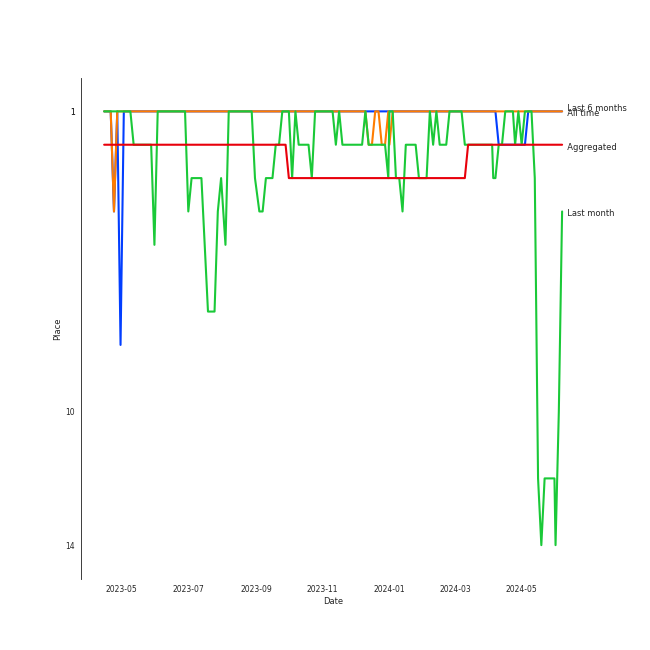 1
Last 6 months
All time
Aggregated
Last month
Place
10
14
2023-05 2023-07 2023-09 2023-11 2024-01 2024-03 2024-05
Date